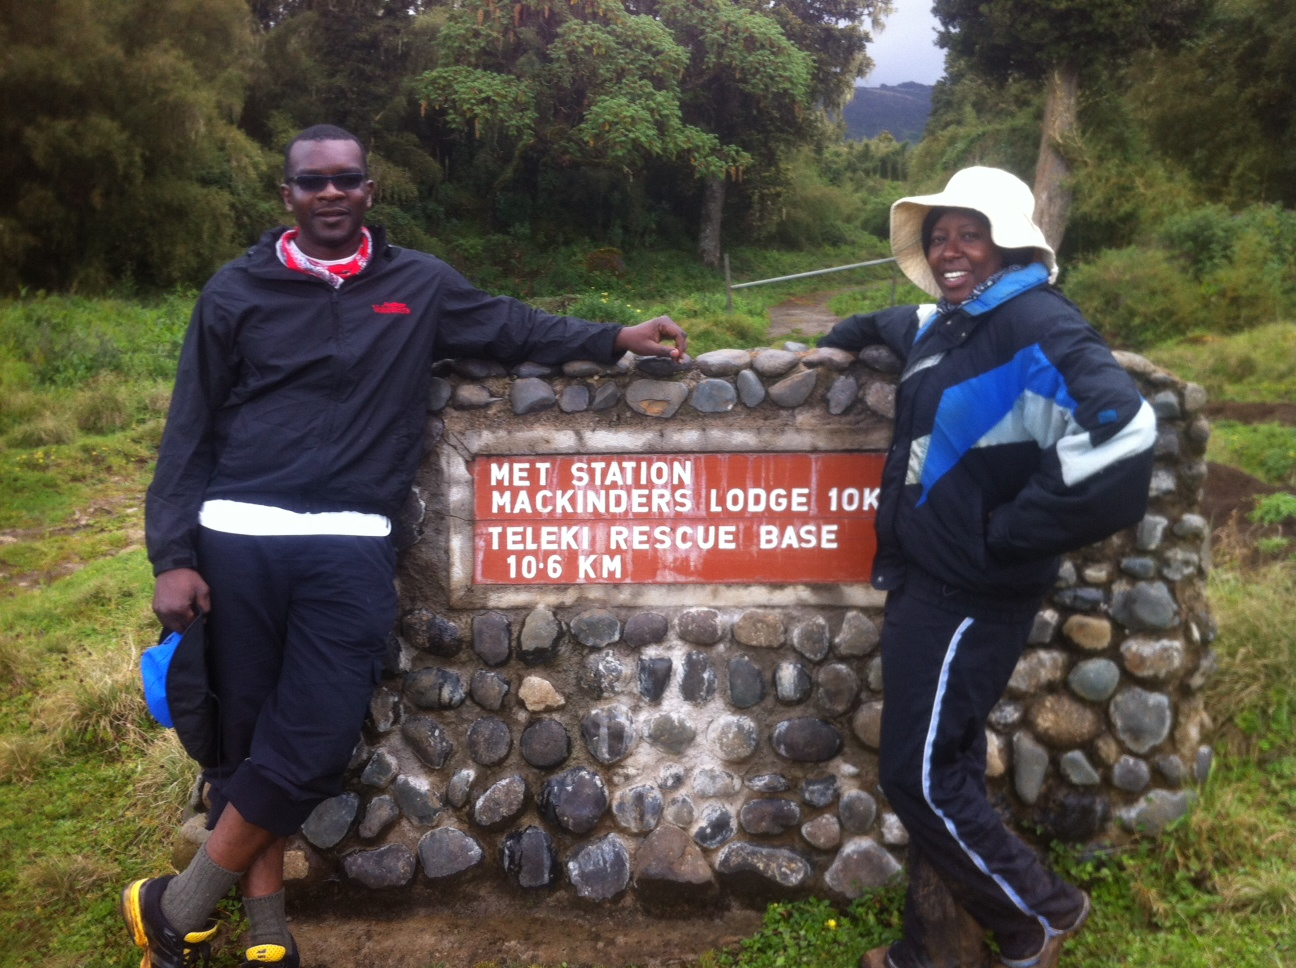 MET STATION
MACKINDERS LODGE 10K
TELEKI RESCUE BASE
10·6 KM